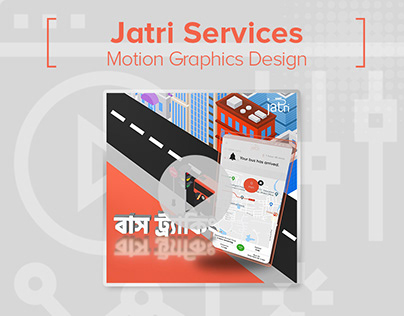 Jatri Services
Motion Graphics Design
jatri
Your bus has arrived.
বাস ট্র্যাকিং